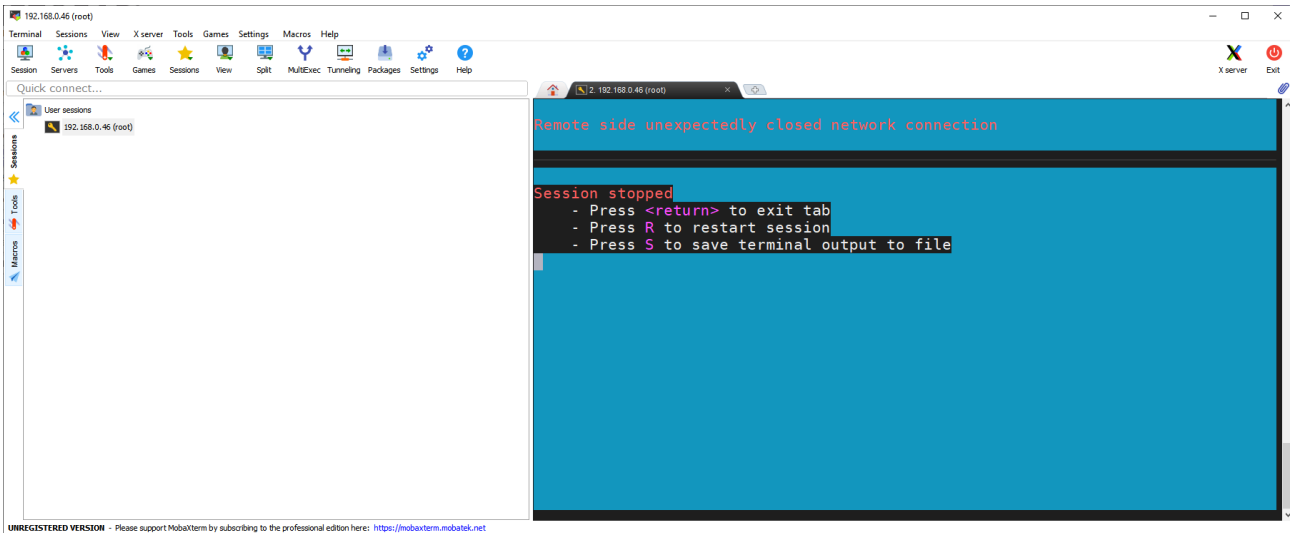 192.168.0.46 (root)
Terminal Sessions View X server Tools Games Settings Macros Help
Session Servers Tools Games Sessions View Split MultiExec Tunneling Packages Settings Help X server Exit
Quick connect...
2. 192.168.0.46 (root)
User sessions
192.168.0.46 (root)
Sessions
Tools
Macros
Remote side unexpectedly closed network connection
Session stopped
- Press <return> to exit tab
- Press R to restart session
- Press S to save terminal output to file
UNREGISTERED VERSION - Please support MobaXterm by subscribing to the professional edition here: https://mobaxterm.mobatek.net